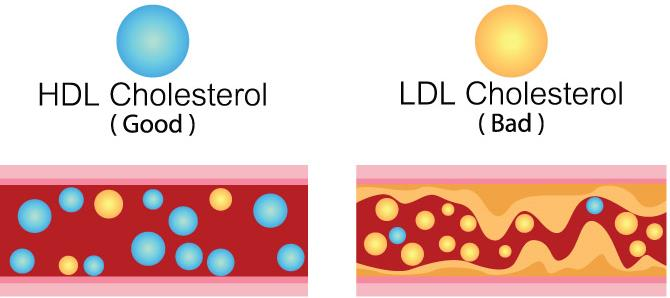 HDL Cholesterol
( Good )
LDL Cholesterol
( Bad )